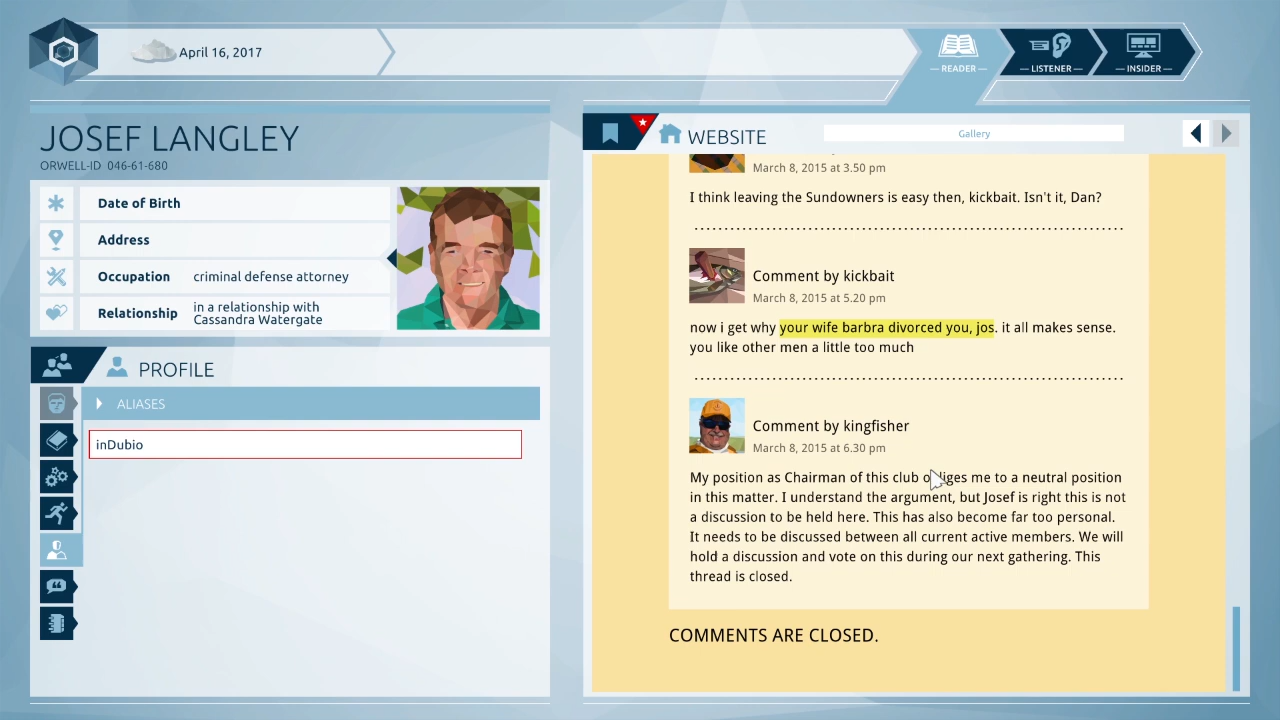 April 16, 2017
— READER —
— LISTENER —
— INSIDER —
JOSEF LANGLEY
ORWELL-ID 046-61-680
Date of Birth
Address
Occupation criminal defense attorney
Relationship in a relationship with
Cassandra Watergate
PROFILE
ALIASES
inDubio
WEBSITE
Gallery
March 8, 2015 at 3.50 pm
I think leaving the Sundowners is easy then, kickbait. Isn't it, Dan?
Comment by kickbait
March 8, 2015 at 5.20 pm
now i get why your wife barbra divorced you, jos. it all makes sense.
you like other men a little too much
Comment by kingfisher
March 8, 2015 at 6.30 pm
My position as Chairman of this club me to a neutral position
in this matter. I understand the argument, but Josef is right this is not
a discussion to be held here. This has also become far too personal.
It needs to be discussed between all current active members. We will
hold a discussion and vote on this during our next gathering. This
thread is closed.
COMMENTS ARE CLOSED.